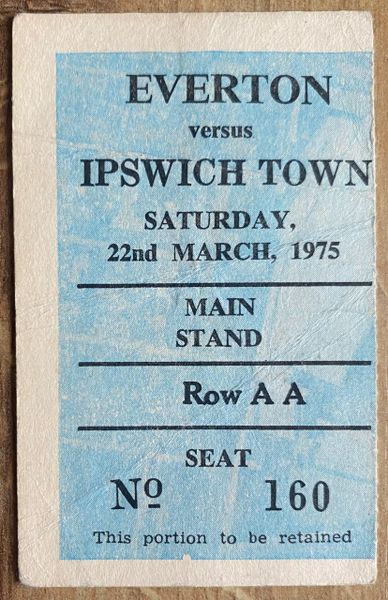 EVERTON
versus
IPSWICH TOWN
SATURDAY,
22nd MARCH, 1975
MAIN
STAND
Row A A
SEAT
Nº 160
This portion to be retained